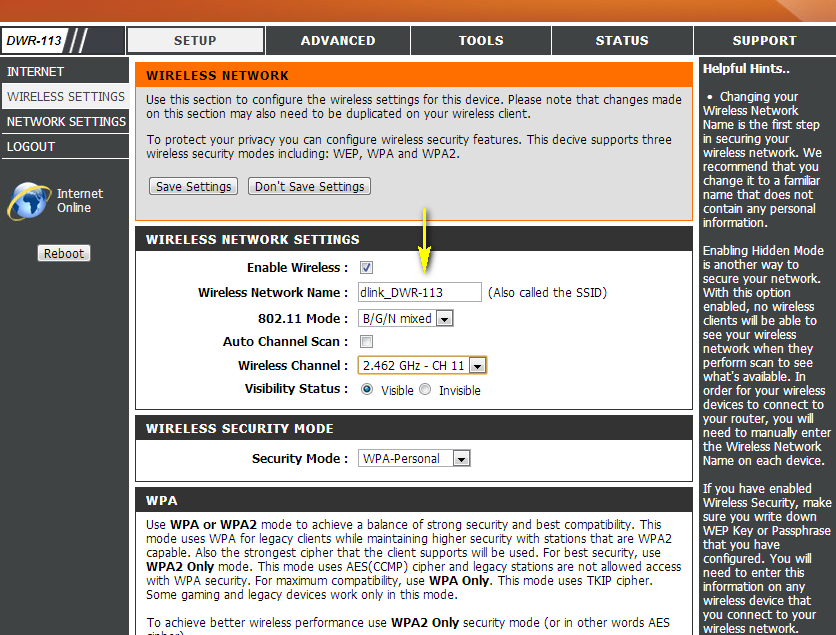 DWR-113
SETUP
ADVANCED
TOOLS
STATUS
SUPPORT
INTERNET
WIRELESS SETTINGS
NETWORK SETTINGS
LOGOUT
Internet
Online
Reboot
WIRELESS NETWORK
Use this section to configure the wireless settings for this device. Please note that changes made
on this section may also need to be duplicated on your wireless client.
To protect your privacy you can configure wireless security features. This decive supports three
wireless security modes including: WEP, WPA and WPA2.
Save Settings Don't Save Settings
WIRELESS NETWORK SETTINGS
Enable Wireless :
Wireless Network Name : dlink_DWR-113 (Also called the SSID)
802.11 Mode : B/G/N mixed
Auto Channel Scan :
Wireless Channel : 2.462 GHz - CH 11
Visibility Status : Visible Invisible
WIRELESS SECURITY MODE
Security Mode : WPA-Personal
WPA
Use WPA or WPA2 mode to achieve a balance of strong security and best compatibility. This
mode uses WPA for legacy clients while maintaining higher security with stations that are WPA2
capable. Also the strongest cipher that the client supports will be used. For best security, use
WPA2 Only mode. This mode uses AES(CCMP) cipher and legacy stations are not allowed access
with WPA security. For maximum compatibility, use WPA Only. This mode uses TKIP cipher.
Some gaming and legacy devices work only in this mode.
To achieve better wireless performance use WPA2 Only security mode (or in other words AES
cipher)
Helpful Hints..
• Changing your
Wireless Network
Name is the first step
in securing your
wireless network. We
recommend that you
change it to a familiar
name that does not
contain any personal
information.
Enabling Hidden Mode
is another way to
secure your network.
With this option
enabled, no wireless
clients will be able to
see your wireless
network when they
perform scan to see
what's available. In
order for your wireless
devices to connect to
your router, you will
need to manually enter
the Wireless Network
Name on each device.
If you have enabled
Wireless Security, make
sure you write down
WEP Key or Passphrase
that you have
configured. You will
need to enter this
information on any
wireless device that
you connect to your
wireless network.